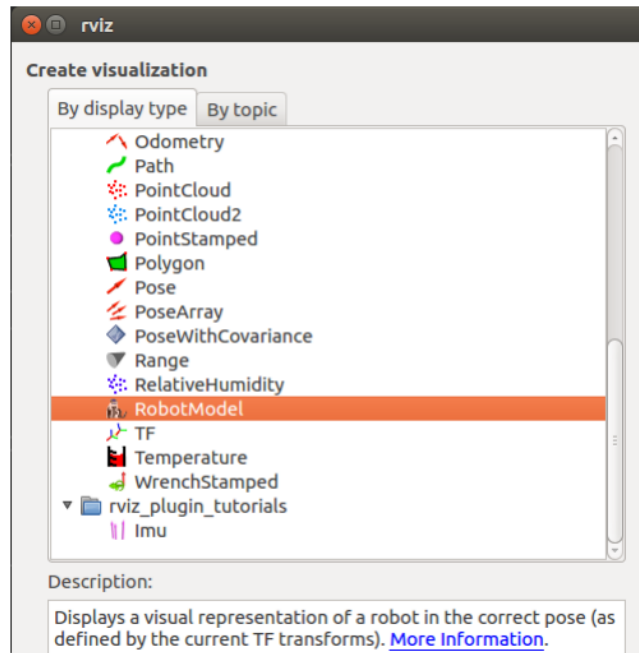 rviz
Create visualization
By display type
By topic
Odometry
Path
PointCloud
PointCloud2
PointStamped
Polygon
Pose
PoseArray
PoseWithCovariance
Range
RelativeHumidity
RobotModel
TF
Temperature
WrenchStamped
rviz_plugin_tutorials
Imu
Description:
Displays a visual representation of a robot in the correct pose (as
defined by the current TF transforms). More Information.